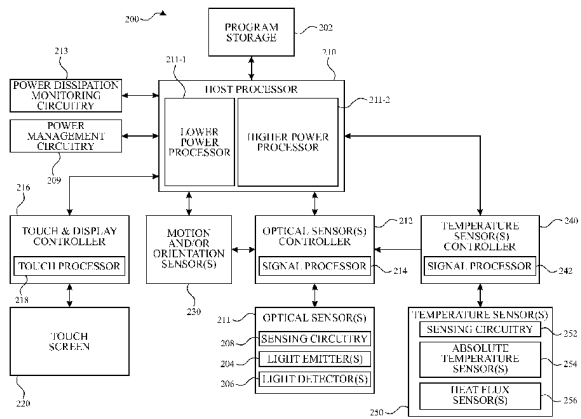 200
PROGRAM
STORAGE
202
213
211-1
210
POWER DISSIPATION
MONITORING
CIRCUITRY
HOST PROCESSOR
211-2
LOWER
POWER
PROCESSOR
HIGHER POWER
PROCESSOR
POWER
MANAGEMENT
CIRCUITRY
209
216
212
240
TOUCH & DISPLAY
CONTROLLER
TOUCH PROCESSOR
218
MOTION
AND/OR
ORIENTATION
SENSOR(S)
230
OPTICAL SENSOR(S)
CONTROLLER
SIGNAL PROCESSOR
214
TEMPERATURE
SENSOR(S)
CONTROLLER
SIGNAL PROCESSOR
242
TOUCH
SCREEN
220
211
OPTICAL SENSOR(S)
208
SENSING CIRCUITRY
204
LIGHT EMITTER(S)
206
LIGHT DETECTOR(S)
TEMPERATURE SENSOR(S)
SENSING CIRCUITRY
252
ABSOLUTE
TEMPERATURE
SENSOR(S)
254
HEAT FLUX
SENSOR(S)
256
250